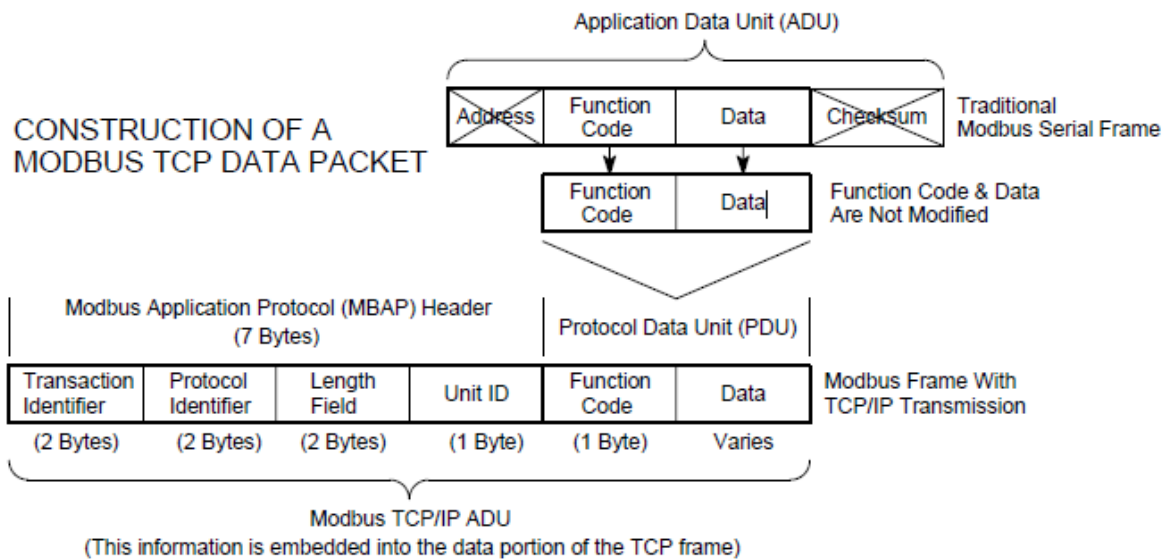 Application Data Unit (ADU)
CONSTRUCTION OF A
MODBUS TCP DATA PACKET
Address
Function
Code
Data
Checksum
Traditional
Modbus Serial Frame
Function
Code
Data
Function Code & Data
Are Not Modified
Modbus Application Protocol (MBAP) Header
(7 Bytes)
Protocol Data Unit (PDU)
Transaction
Identifier
Protocol
Identifier
Length
Field
Unit ID
Function
Code
Data
Modbus Frame With
TCP/IP Transmission
(2 Bytes)
(2 Bytes)
(2 Bytes)
(1 Byte)
(1 Byte)
Varies
Modbus TCP/IP ADU
(This information is embedded into the data portion of the TCP frame)